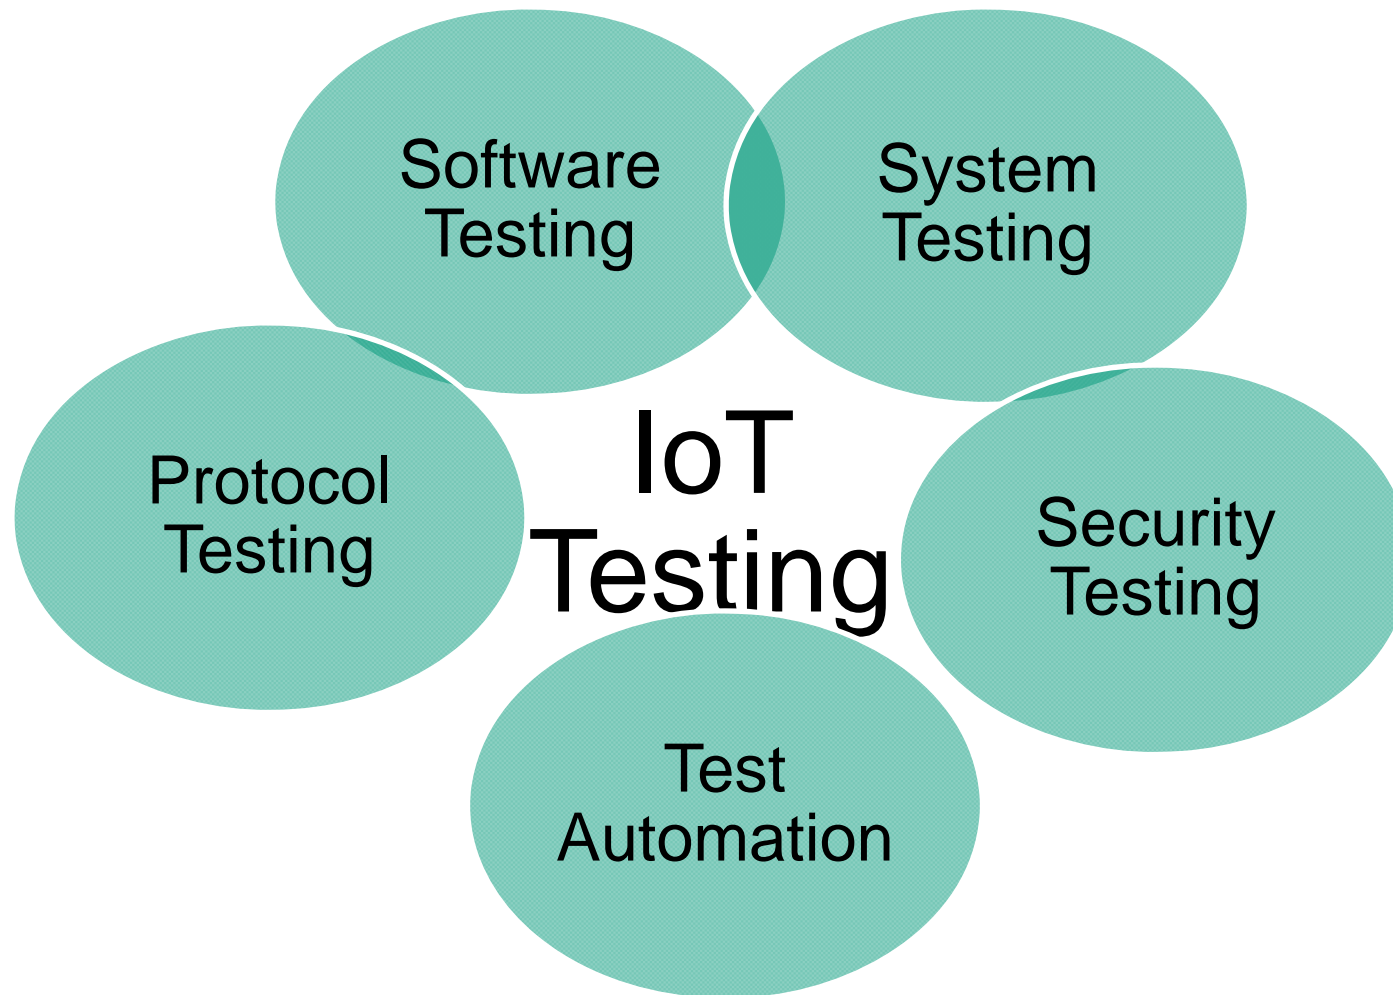 Software
Testing
System
Testing
Protocol
Testing
IoT
Testing
Security
Testing
Test
Automation